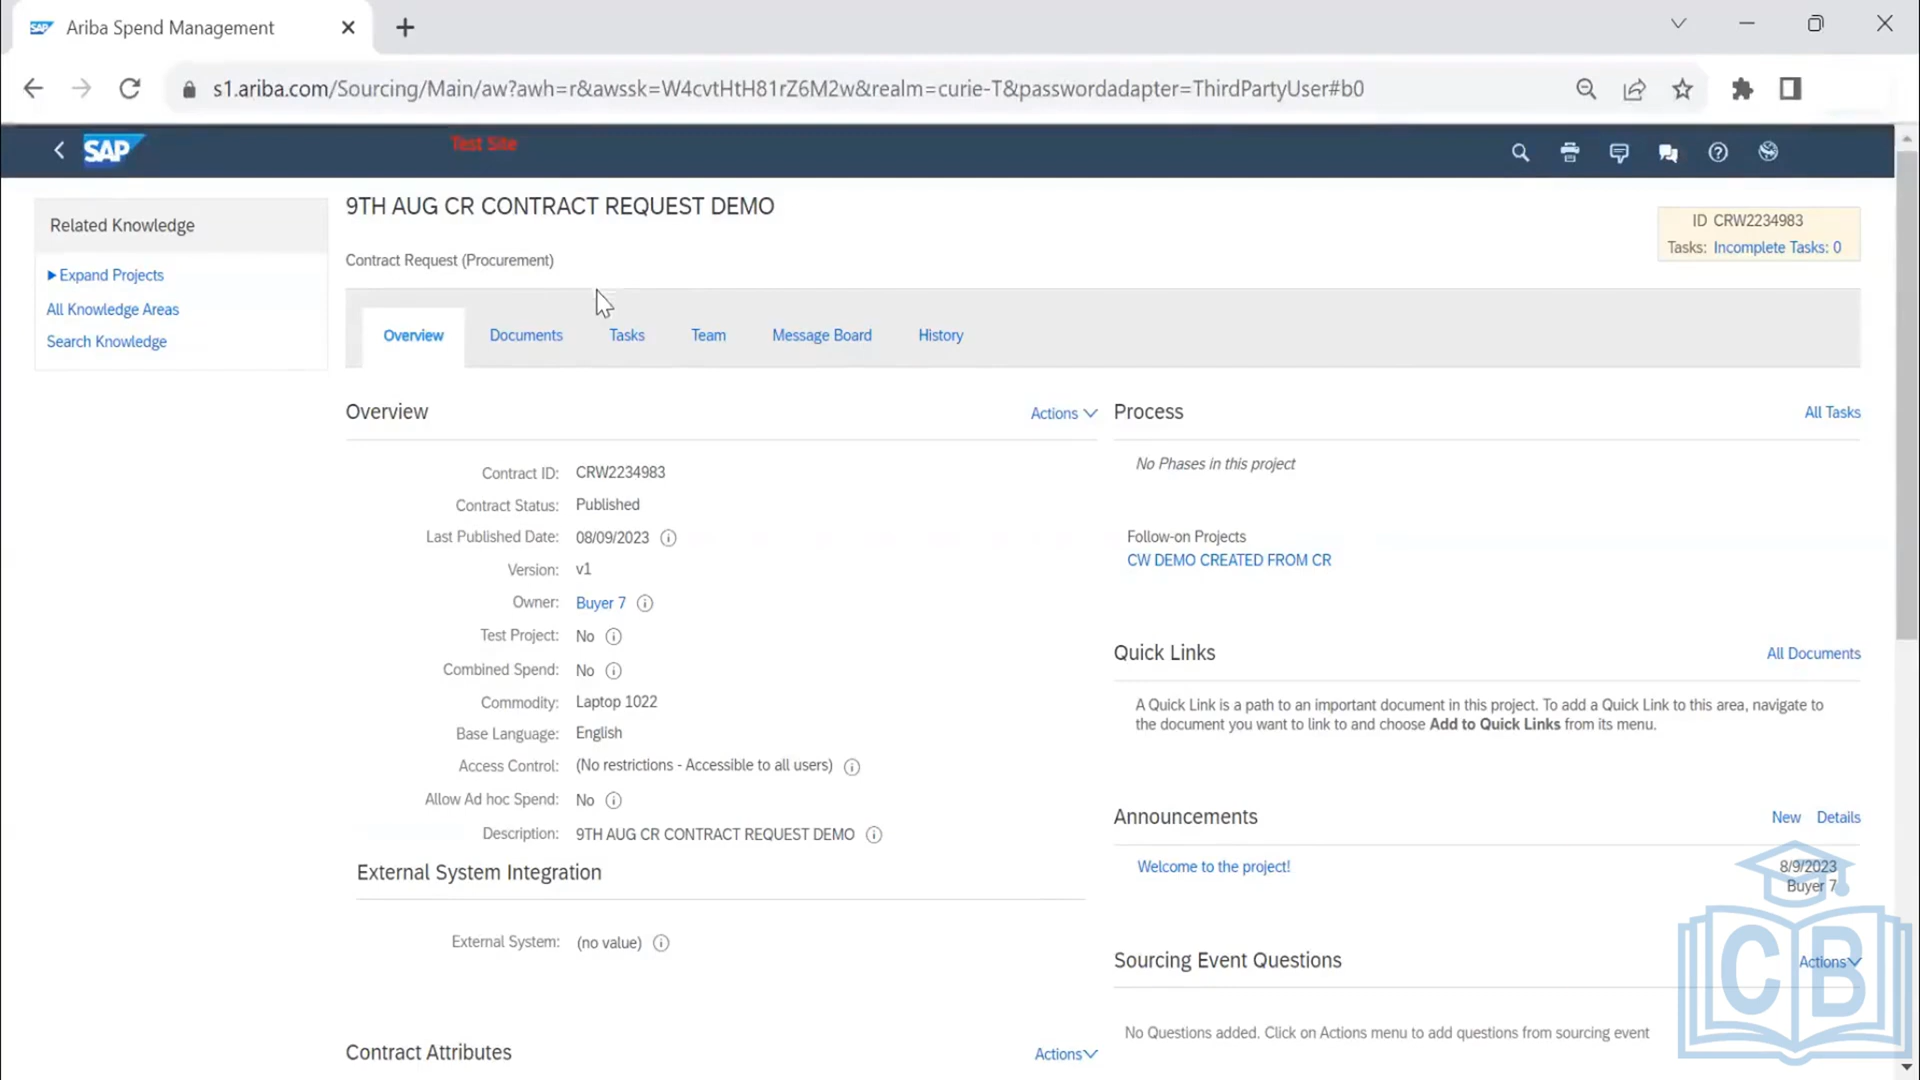 Ariba Spend Management
s1.ariba.com/Sourcing/Main/aw?awh=r&awssk=W4cvtHtH81rZ6M2w&realm=curie-T&passwordadapter=ThirdPartyUser#b0
SAP
Test Site
Related Knowledge
Expand Projects
All Knowledge Areas
Search Knowledge
9TH AUG CR CONTRACT REQUEST DEMO
ID CRW2234983
Tasks: Incomplete Tasks: 0
Contract Request (Procurement)
Overview Documents Tasks Team Message Board History
Overview Actions
Contract ID: CRW2234983
Contract Status: Published
Last Published Date: 08/09/2023
Version: v1
Owner: Buyer 7
Test Project: No
Combined Spend: No
Commodity: Laptop 1022
Base Language: English
Access Control: (No restrictions - Accessible to all users)
Allow Ad hoc Spend: No
Description: 9TH AUG CR CONTRACT REQUEST DEMO
External System Integration
External System: (no value)
Contract Attributes Actions
Process All Tasks
No Phases in this project
Follow-on Projects
CW DEMO CREATED FROM CR
Quick Links All Documents
A Quick Link is a path to an important document in this project. To add a Quick Link to this area, navigate to
the document you want to link to and choose Add to Quick Links from its menu.
Announcements New Details
Welcome to the project! 8/9/2023
Buyer 7
Sourcing Event Questions Actions
No Questions added. Click on Actions menu to add questions from sourcing event
CB